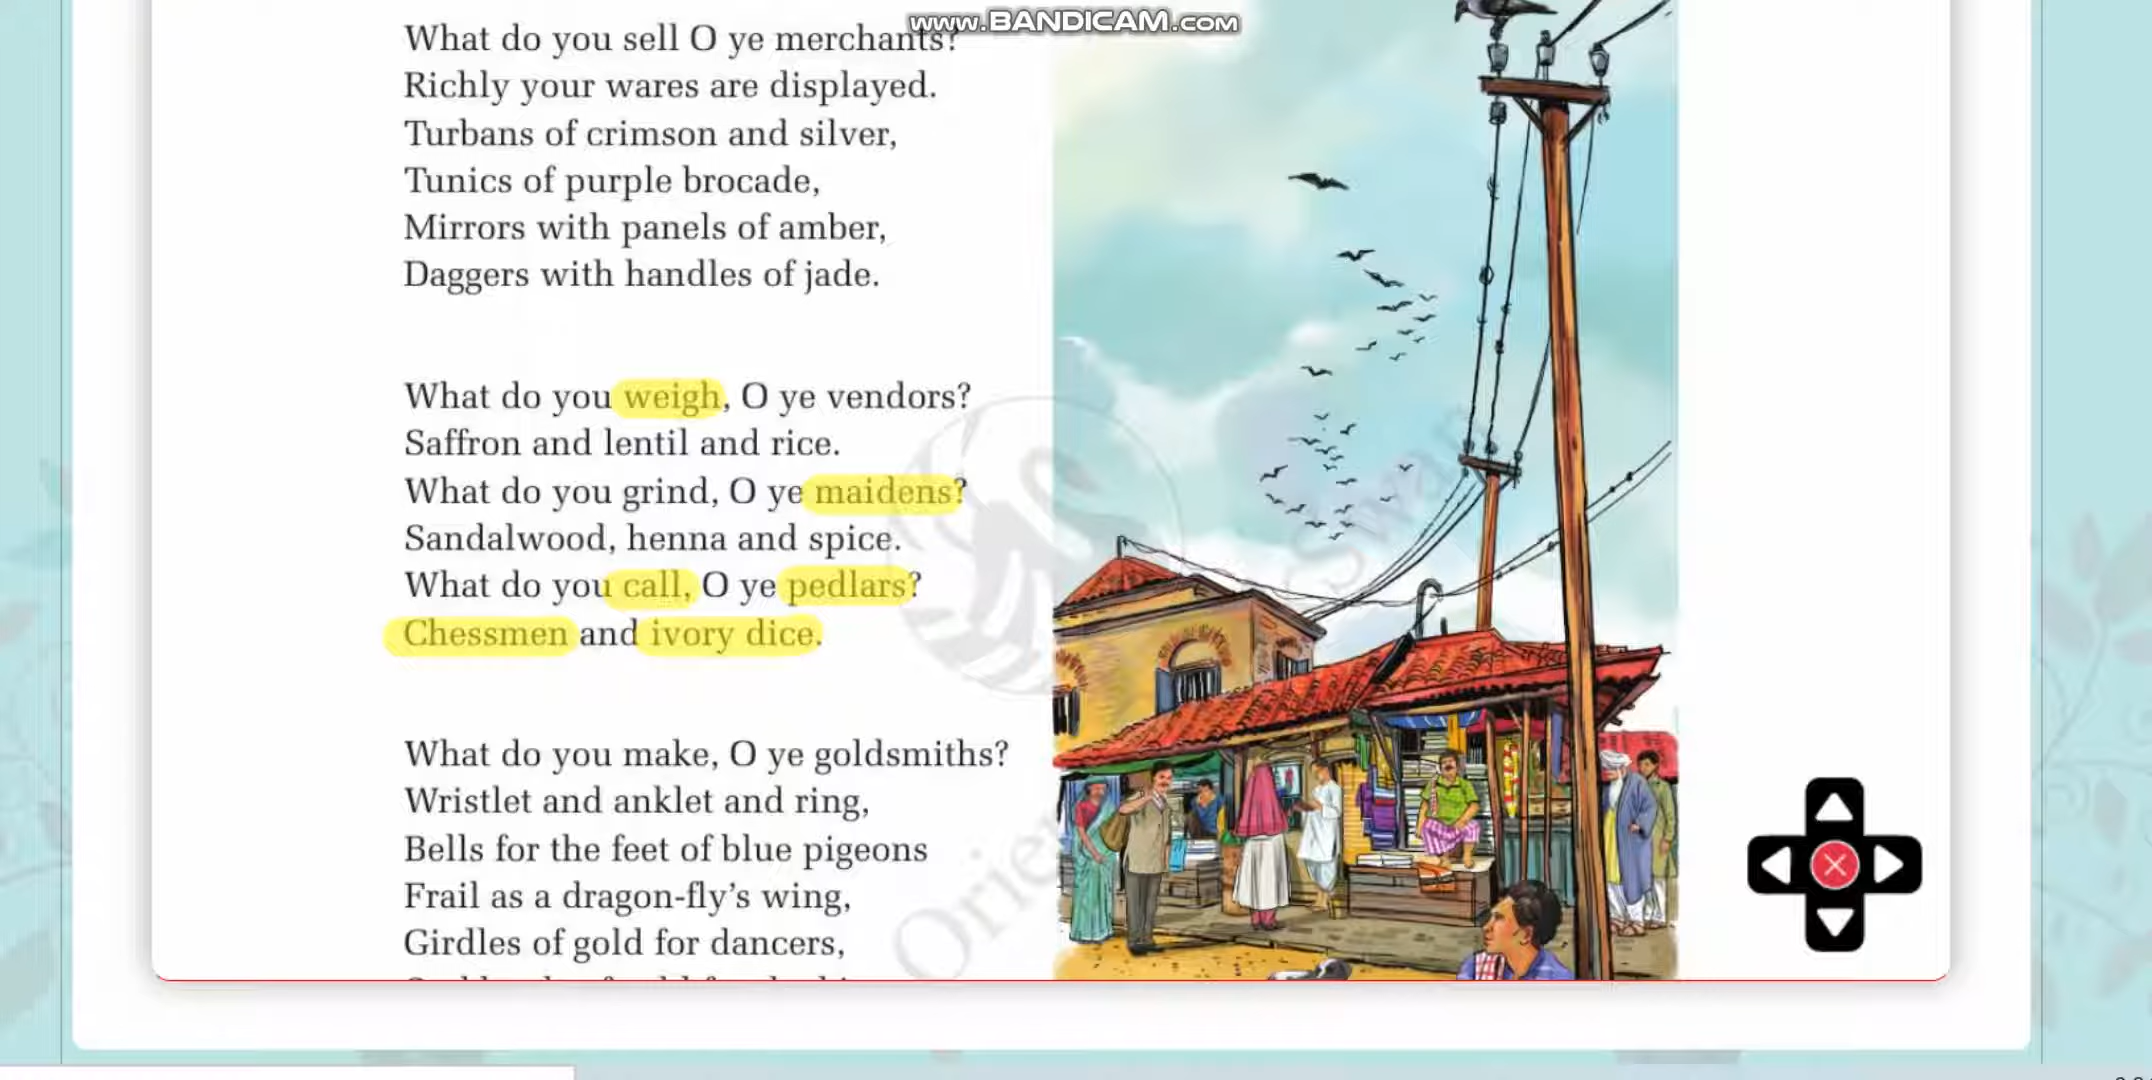 www.BANDICAM.com
What do you sell O ye merchants?
Richly your wares are displayed.
Turbans of crimson and silver,
Tunics of purple brocade,
Mirrors with panels of amber,
Daggers with handles of jade.
What do you weigh, O ye vendors?
Saffron and lentil and rice.
What do you grind, O ye maidens?
Sandalwood, henna and spice.
What do you call, O ye pedlars?
Chessmen and ivory dice.
What do you make, O ye goldsmiths?
Wristlet and anklet and ring,
Bells for the feet of blue pigeons
Frail as a dragon-fly's wing,
Girdles of gold for dancers,